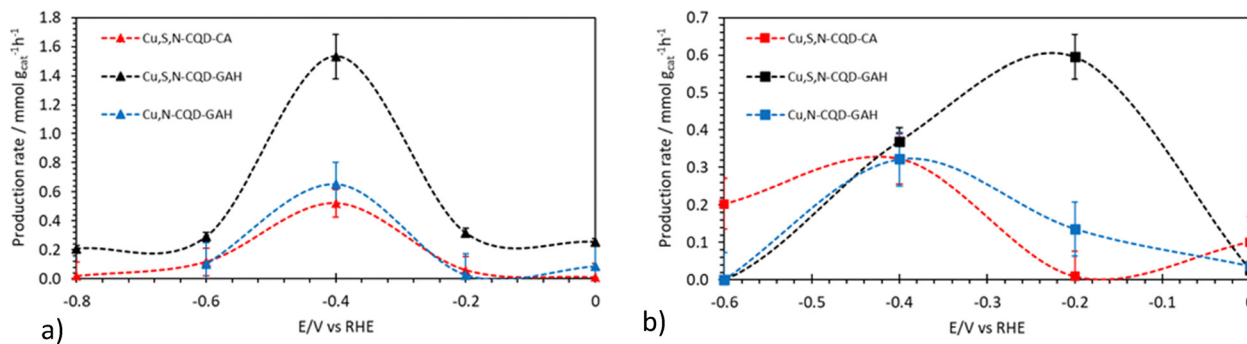 1.8
1.6
1.4
1.2
1.0
0.8
0.6
0.4
0.2
0.0
Production rate / mmol g_cat⁻¹h⁻¹
Cu,S,N-CQD-CA
Cu,S,N-CQD-GAH
Cu,N-CQD-GAH
-0.8 -0.6 -0.4 -0.2 0
E/V vs RHE
a)
0.7
0.6
0.5
0.4
0.3
0.2
0.1
0.0
Production rate / mmol g_cat⁻¹h⁻¹
Cu,S,N-CQD-CA
Cu,S,N-CQD-GAH
Cu,N-CQD-GAH
-0.6 -0.5 -0.4 -0.3 -0.2 -0.1
E/V vs RHE
b)